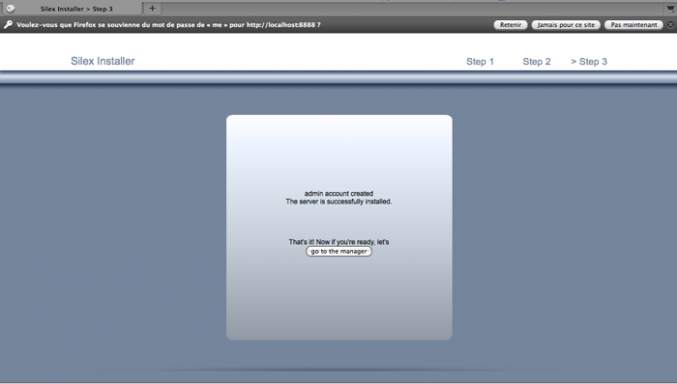 Silex Installer > Step 3
Voulez-vous que Firefox se souvienne du mot de passe de « me » pour http://localhost:8888 ?
Retenir
Jamais pour ce site
Pas maintenant
Silex Installer
Step 1
Step 2
> Step 3
admin account created
The server is successfully installed.
That's it! Now if you're ready, let's
go to the manager